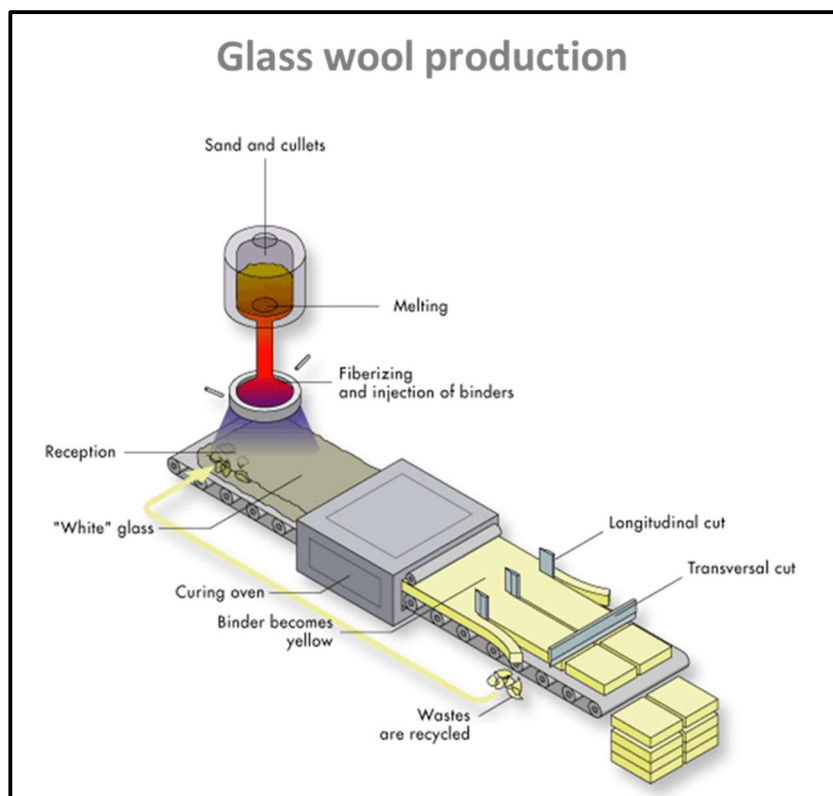 Glass wool production
Sand and cullets
Melting
Fiberizing
and injection of binders
Reception
"White" glass
Longitudinal cut
Transversal cut
Curing oven
Binder becomes
yellow
Wastes
are recycled